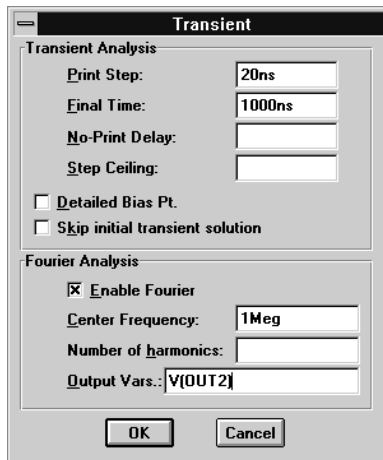 Transient
Transient Analysis
Print Step: 20ns
Final Time: 1000ns
No-Print Delay:
Step Ceiling:
Detailed Bias Pt.
Skip initial transient solution
Fourier Analysis
Enable Fourier
Center Frequency: 1Meg
Number of harmonics:
Output Vars.: V(OUT2)
OK Cancel